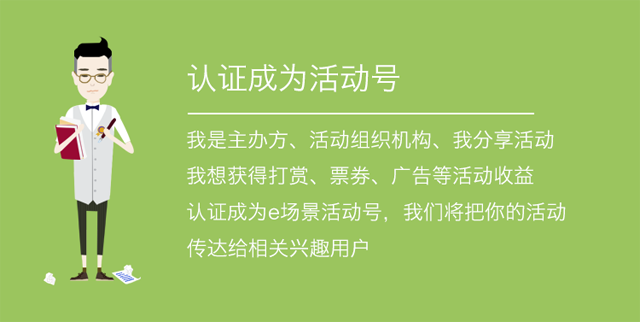 认证成为活动号
我是主办方、活动组织机构、我分享活动
我想获得打赏、票券、广告等活动收益
认证成为e场景活动号，我们将把你的活动
传达给相关兴趣用户